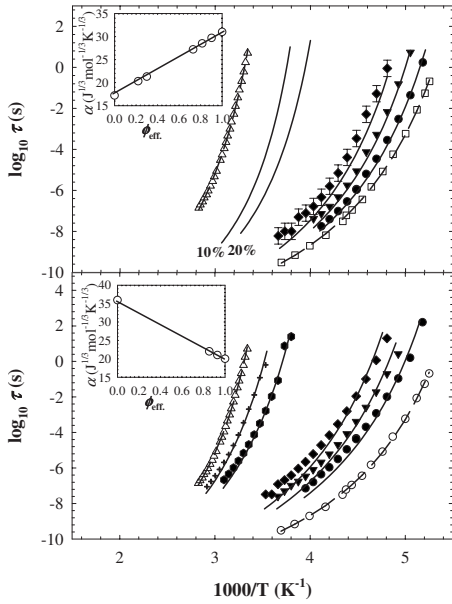 2
0
-2
-4
-6
-8
-10
log₁₀ τ (s)
35
30
25
20
15
α (J^1/3 mol^-1/3 K^-1/3)
0.0 0.2 0.4 0.6 0.8 1.0
ϕeff.
10%
20%
4
2
0
-2
-4
-6
-8
-10
log₁₀ τ (s)
40
35
30
25
20
15
α (J^1/3 mol^-1/3 K^-1/3)
0.0 0.2 0.4 0.6 0.8 1.0
ϕeff.
2 3 4 5
1000/T (K⁻¹)